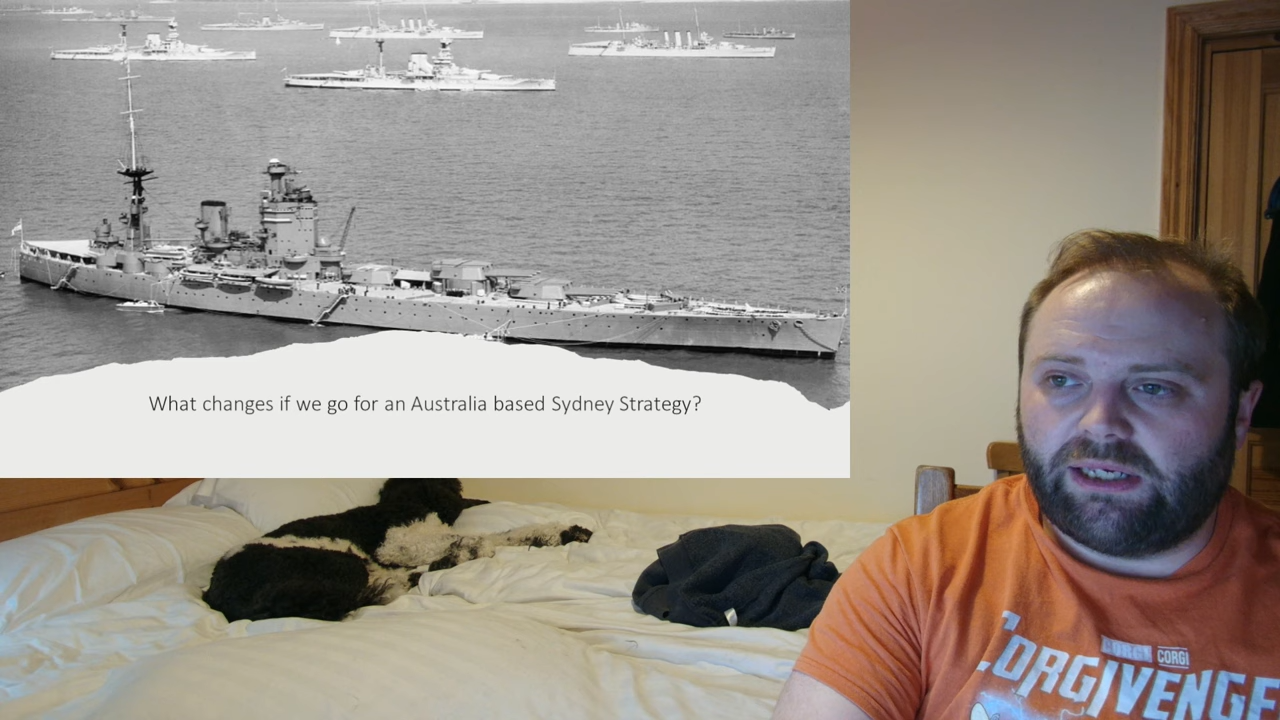 What changes if we go for an Australia based Sydney Strategy?
CORGI CORGI
CORGIVENGE